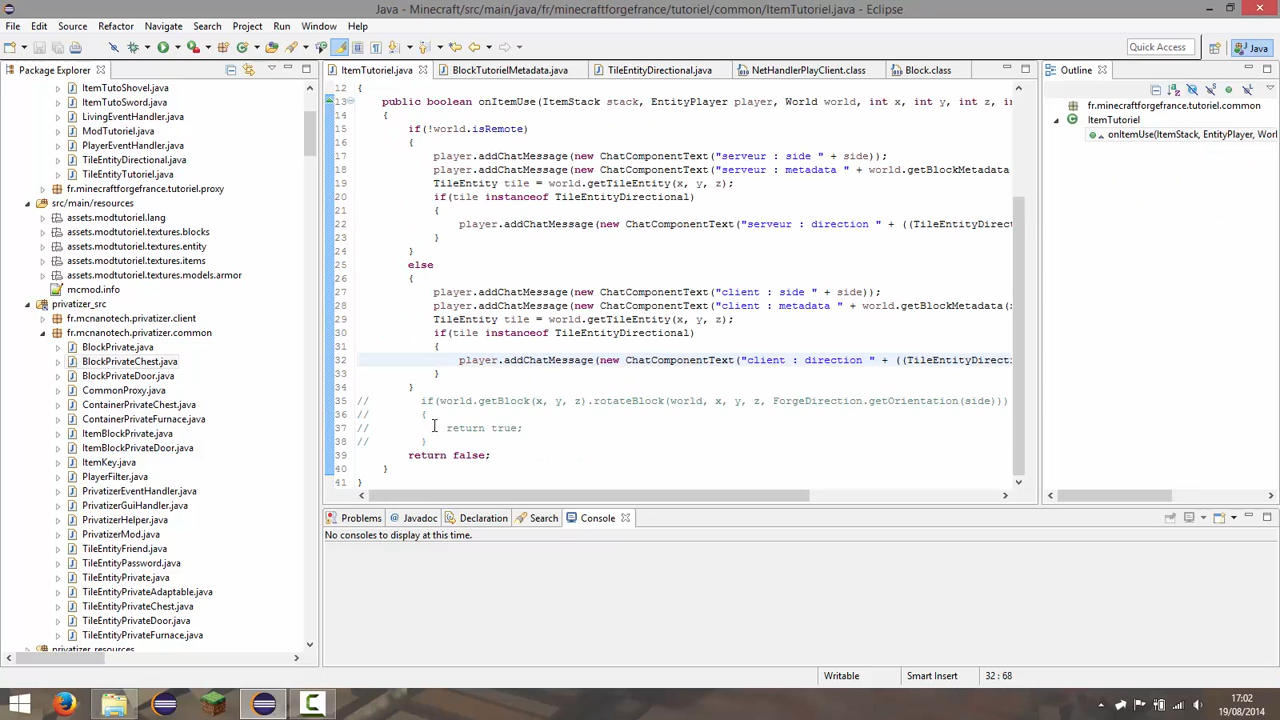 Java - Minecraft/src/main/java/fr/minecraftforgefrance/tutoriel/common/ItemTutoriel.java - Eclipse
File Edit Source Refactor Navigate Search Project Run Window Help
Quick Access Java
Package Explorer
ItemTutoShovel.java
ItemTutoSword.java
LivingEventHandler.java
ModTutoriel.java
PlayerEventHandler.java
TileEntityDirectional.java
TileEntityTutoriel.java
fr.minecraftforgefrance.tutoriel.proxy
src/main/resources
assets.modtutoriel.lang
assets.modtutoriel.textures.blocks
assets.modtutoriel.textures.entity
assets.modtutoriel.textures.items
assets.modtutoriel.textures.models.armor
mcmod.info
privatizer_src
fr.mcnanotech.privatizer.client
fr.mcnanotech.privatizer.common
BlockPrivate.java
BlockPrivateChest.java
BlockPrivateDoor.java
CommonProxy.java
ContainerPrivateChest.java
ContainerPrivateFurnace.java
ItemBlockPrivate.java
ItemBlockPrivateDoor.java
ItemKey.java
PlayerFilter.java
PrivatizerEventHandler.java
PrivatizerGuiHandler.java
PrivatizerHelper.java
PrivatizerMod.java
TileEntityFriend.java
TileEntityPassword.java
TileEntityPrivate.java
TileEntityPrivateAdaptable.java
TileEntityPrivateChest.java
TileEntityPrivateDoor.java
TileEntityPrivateFurnace.java
privatizer_resources
ItemTutoriel.java BlockTutorielMetadata.java TileEntityDirectional.java NetHandlerPlayClient.class Block.class
12
13 public boolean onItemUse(ItemStack stack, EntityPlayer player, World world, int x, int y, int z, in
14 {
15 if(!world.isRemote)
16 {
17 player.addChatMessage(new ChatComponentText("serveur : side " + side));
18 player.addChatMessage(new ChatComponentText("serveur : metadata " + world.getBlockMetadata
19 TileEntity tile = world.getTileEntity(x, y, z);
20 if(tile instanceof TileEntityDirectional)
21 {
22 player.addChatMessage(new ChatComponentText("serveur : direction " + ((TileEntityDirect
23 }
24 }
25 else
26 {
27 player.addChatMessage(new ChatComponentText("client : side " + side));
28 player.addChatMessage(new ChatComponentText("client : metadata " + world.getBlockMetadata(
29 TileEntity tile = world.getTileEntity(x, y, z);
30 if(tile instanceof TileEntityDirectional)
31 {
32 player.addChatMessage(new ChatComponentText("client : direction " + ((TileEntityDirecti
33 }
34 }
35 // if(world.getBlock(x, y, z).rotateBlock(world, x, y, z, ForgeDirection.getOrientation(side)))
36 // {
37 // return true;
38 // }
39 return false;
40 }
41 }
Outline
fr.minecraftforgefrance.tutoriel.common
ItemTutoriel
onItemUse(ItemStack, EntityPlayer, World
Problems Javadoc Declaration Search Console
No consoles to display at this time.
Writable Smart Insert 32 : 68
17:02
19/08/2014